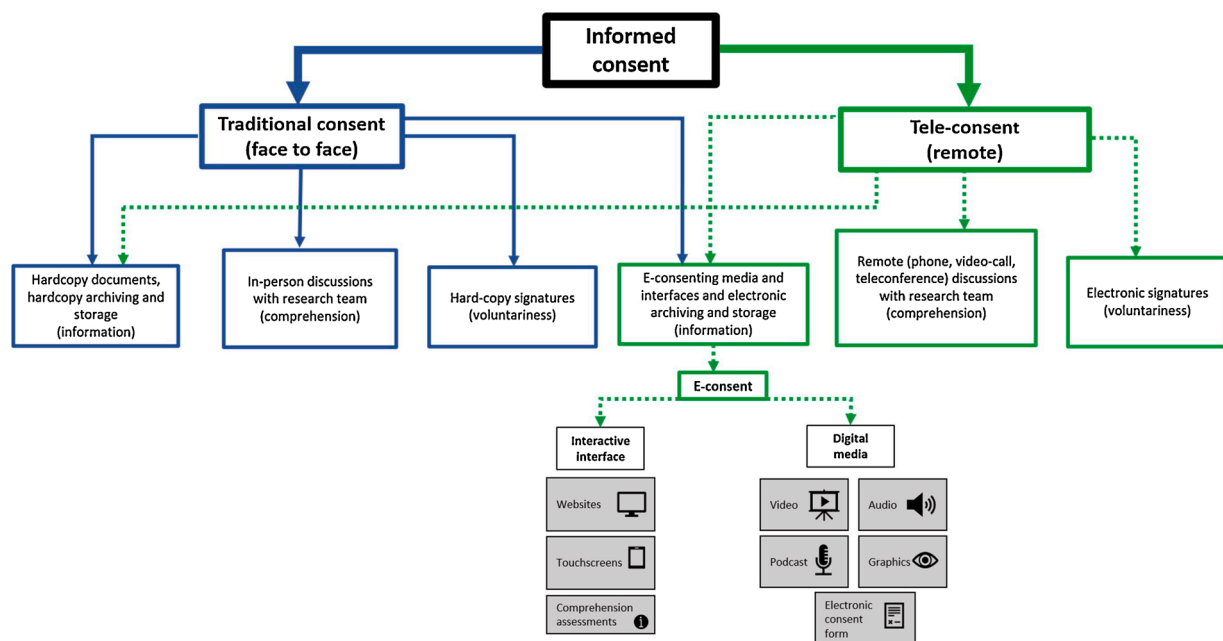 Informed
consent
Traditional consent
(face to face)
Tele-consent
(remote)
Hardcopy documents,
hardcopy archiving and
storage
(information)
In-person discussions
with research team
(comprehension)
Hard-copy signatures
(voluntariness)
E-consenting media and
interfaces and electronic
archiving and storage
(information)
Remote (phone, video-call,
teleconference) discussions
with research team
(comprehension)
Electronic signatures
(voluntariness)
E-consent
Interactive
interface
Digital
media
Websites
Touchscreens
Comprehension
assessments
Video
Audio
Podcast
Graphics
Electronic
consent
form